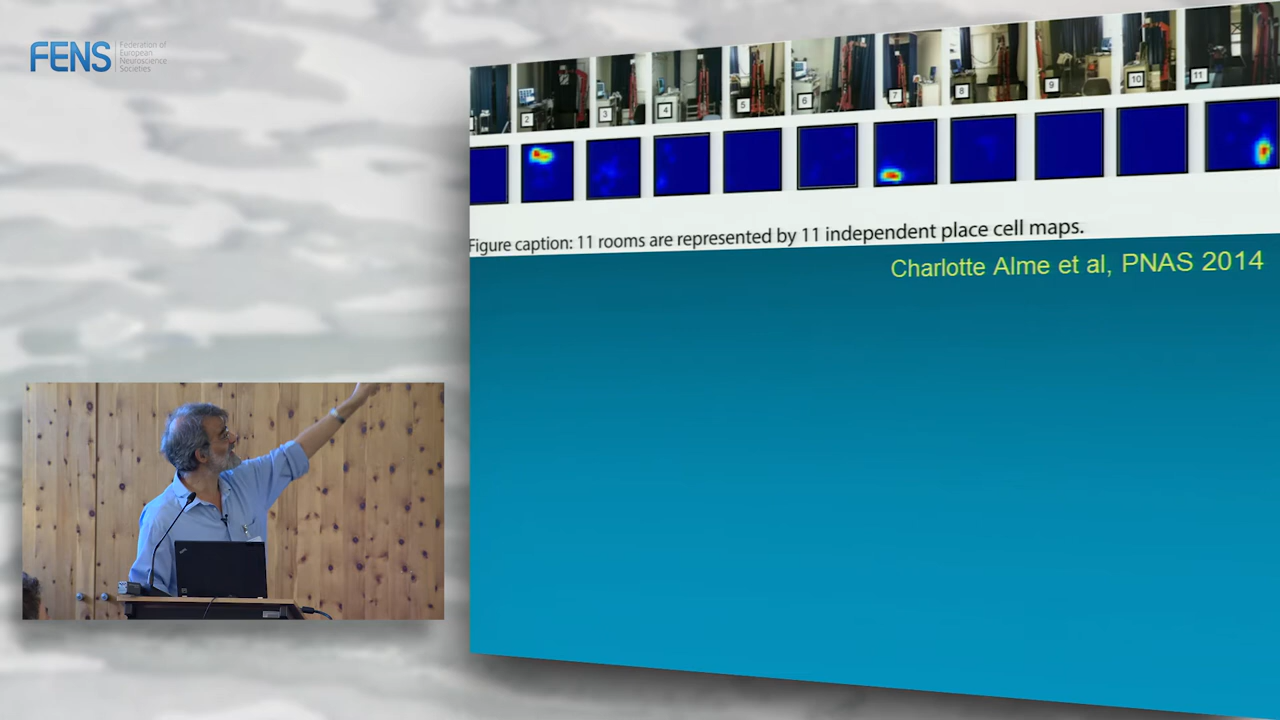 FENS
Federation of
European
Neuroscience
Societies
2
3
4
5
6
7
8
9
10
11
Figure caption: 11 rooms are represented by 11 independent place cell maps.
Charlotte Alme et al, PNAS 2014